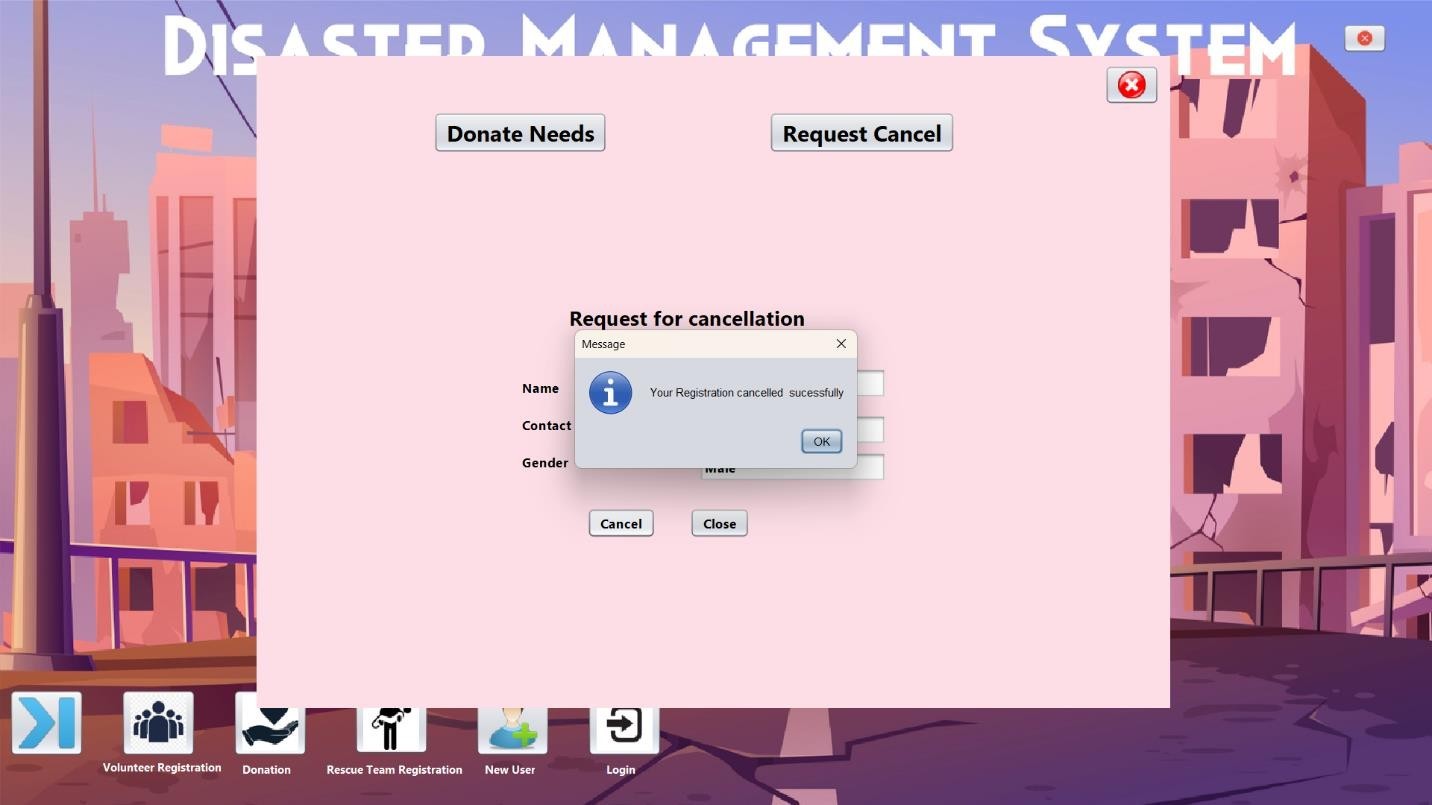 DISASTER MANAGEMENT SYSTEM
Donate Needs
Request Cancel
Request for cancellation
Message
Your Registration cancelled  sucessfully
OK
Name
Contact
Gender
Male
Cancel
Close
Volunteer Registration
Donation
Rescue Team Registration
New User
Login